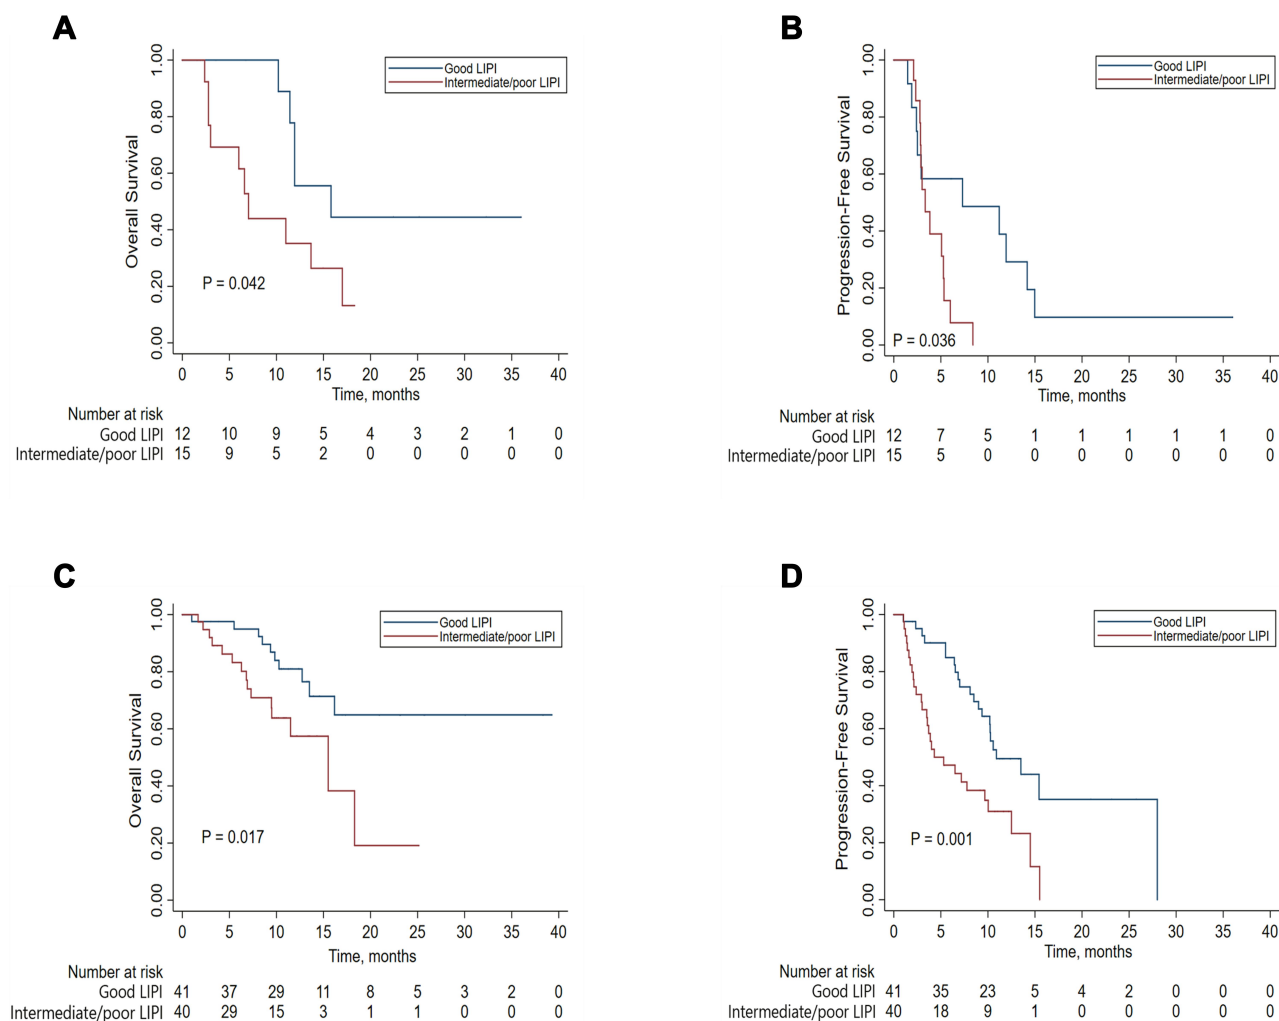 A
Good LIPI
Intermediate/poor LIPI
Overall Survival
1.00
0.80
0.60
0.40
0.20
0.00
P = 0.042
0 5 10 15 20 25 30 35 40
Time, months
Number at risk
Good LIPI 12 10 9 5 4 3 2 1 0
Intermediate/poor LIPI 15 9 5 2 0 0 0 0 0
B
Good LIPI
Intermediate/poor LIPI
Progression-Free Survival
1.00
0.80
0.60
0.40
0.20
0.00
P = 0.036
0 5 10 15 20 25 30 35 40
Time, months
Number at risk
Good LIPI 12 7 5 1 1 1 1 1 0
Intermediate/poor LIPI 15 5 0 0 0 0 0 0 0
C
Good LIPI
Intermediate/poor LIPI
Overall Survival
1.00
0.80
0.60
0.40
0.20
0.00
P = 0.017
0 5 10 15 20 25 30 35 40
Time, months
Number at risk
Good LIPI 41 37 29 11 8 5 3 2 0
Intermediate/poor LIPI 40 29 15 3 1 1 0 0 0
D
Good LIPI
Intermediate/poor LIPI
Progression-Free Survival
1.00
0.80
0.60
0.40
0.20
0.00
P = 0.001
0 5 10 15 20 25 30 35 40
Time, months
Number at risk
Good LIPI 41 35 23 5 4 2 0 0 0
Intermediate/poor LIPI 40 18 9 1 0 0 0 0 0